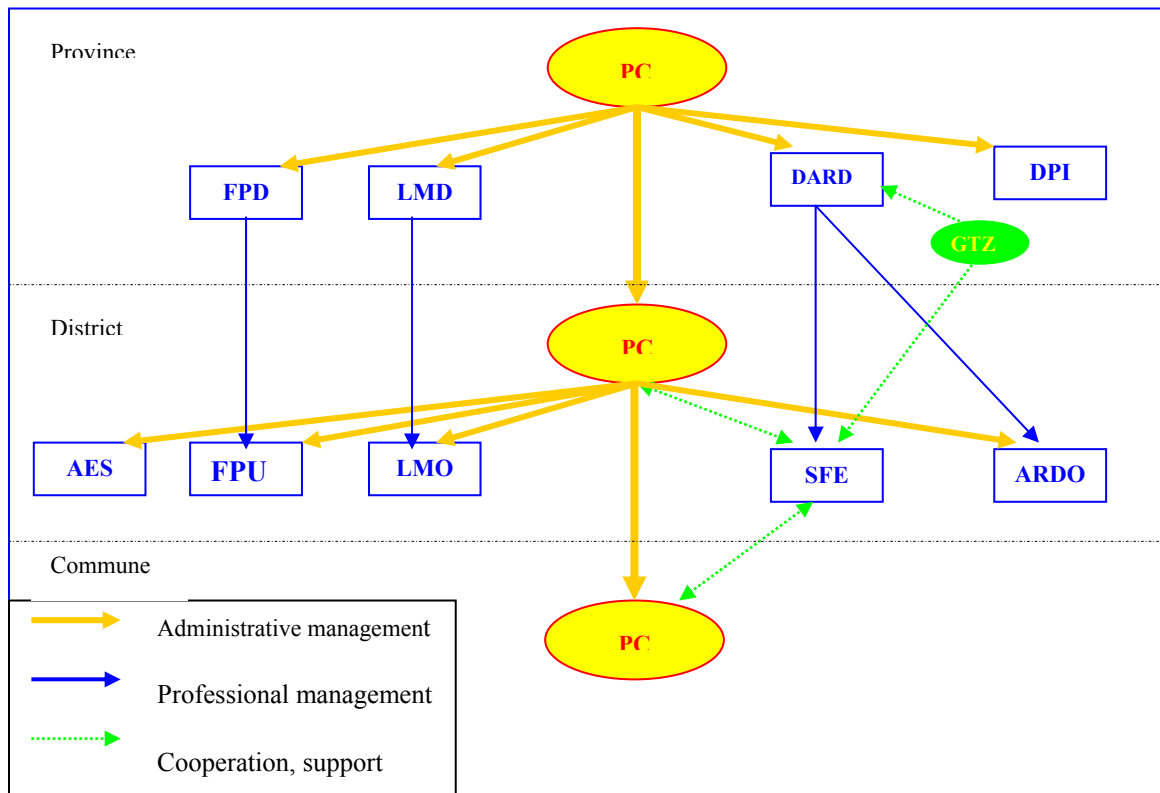 Province
PC
FPD
LMD
DARD
DPI
GTZ
District
PC
AES
FPU
LMO
SFE
ARDO
Commune
PC
Administrative management
Professional management
Cooperation, support